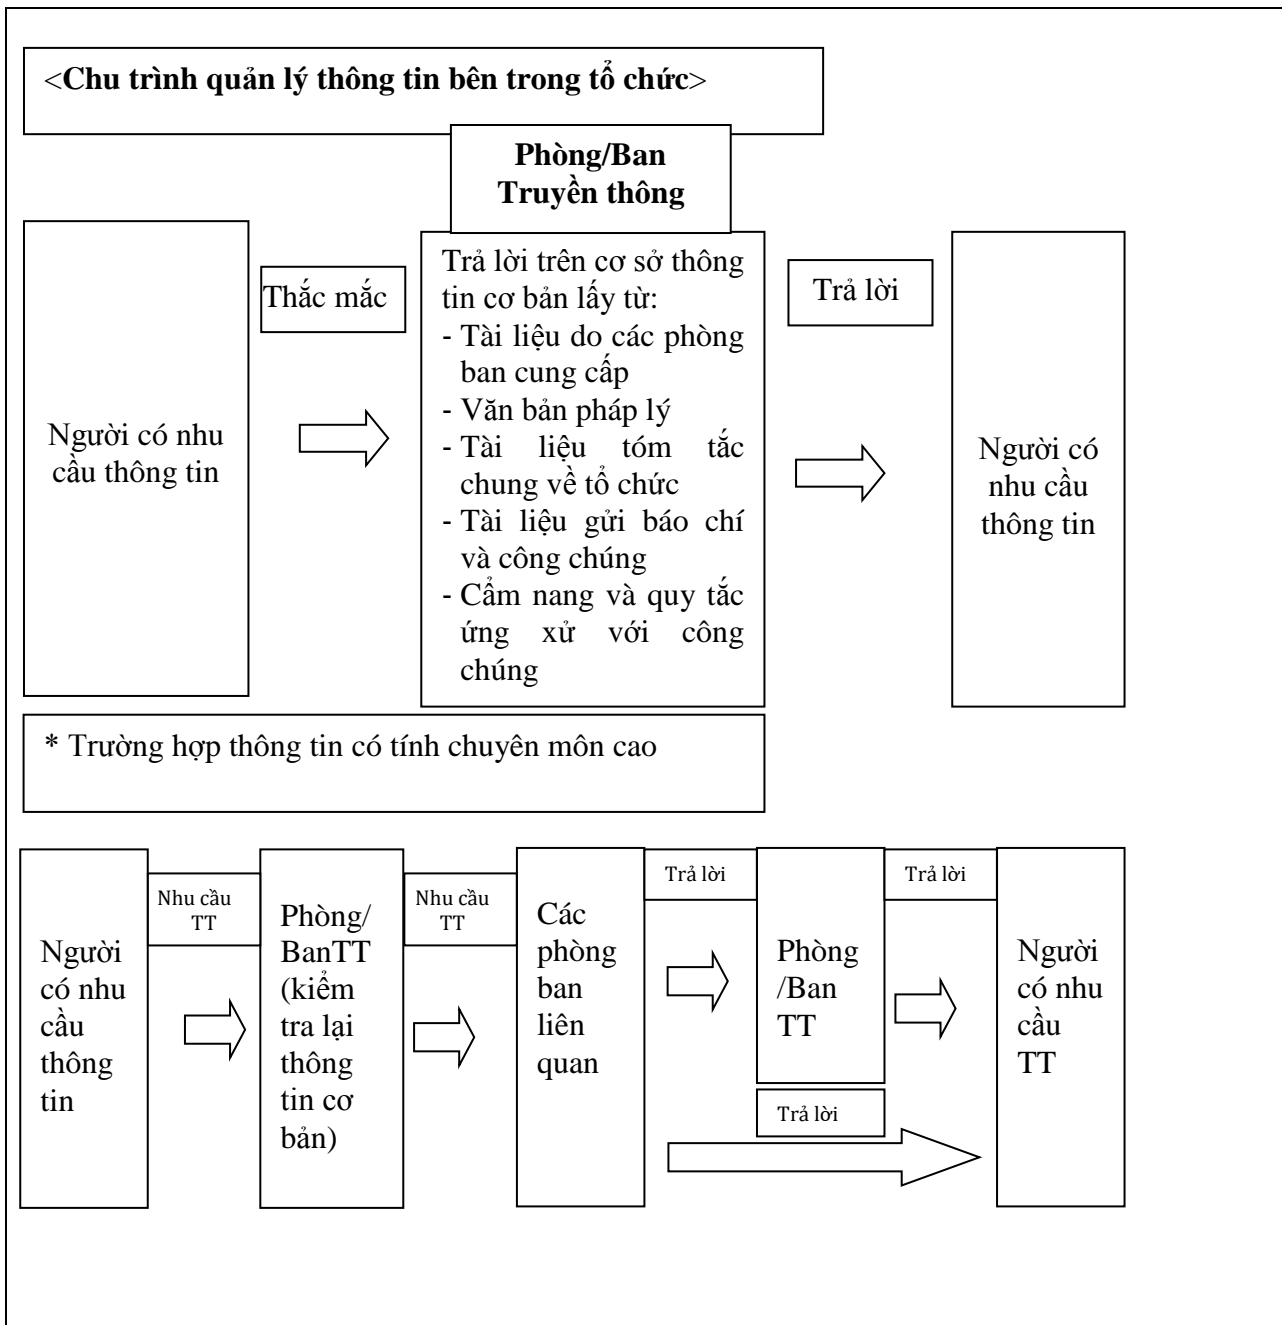 <Chu trình quản lý thông tin bên trong tổ chức>
Phòng/Ban
Truyền thông
Người có nhu
cầu thông tin
Thắc mắc
Trả lời trên cơ sở thông
tin cơ bản lấy từ:
- Tài liệu do các phòng
ban cung cấp
- Văn bản pháp lý
- Tài liệu tóm tắc
chung về tổ chức
- Tài liệu gửi báo chí
và công chúng
- Cẩm nang và quy tắc
ứng xử với công
chúng
Trả lời
Người có
nhu cầu
thông tin
* Trường hợp thông tin có tính chuyên môn cao
Người
có nhu
cầu
thông
tin
Nhu cầu
TT
Phòng/
BanTT
(kiểm
tra lại
thông
tin cơ
bản)
Nhu cầu
TT
Các
phòng
ban
liên
quan
Trả lời
Phòng
/Ban
TT
Trả lời
Trả lời
Người
có nhu
cầu
TT